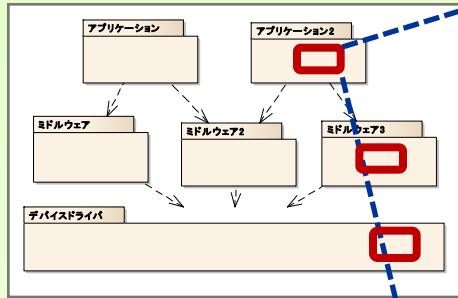 アプリケーション
アプリケーション2
ミドルウェア
ミドルウェア2
ミドルウェア3
デバイスドライバ